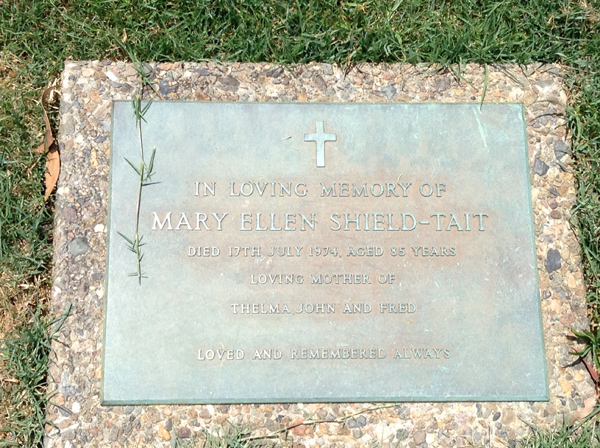 IN LOVING MEMORY OF
MARY ELLEN SHIELD-TAIT
DIED 17TH JULY 1974, AGED 85 YEARS
LOVING MOTHER OF
THELMA, JOHN AND FRED
LOVED AND REMEMBERED ALWAYS